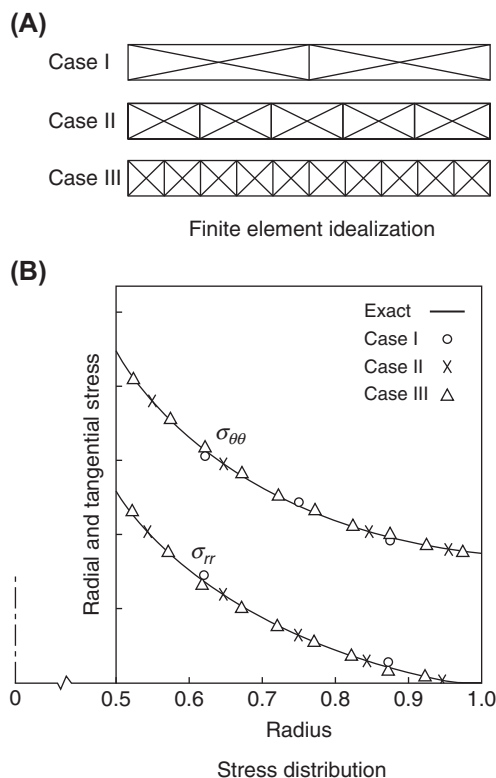 (A)
Case I
Case II
Case III
Finite element idealization
(B)
Exact
Case I
Case II
Case III
Radial and tangential stress
σθθ
σrr
0
0.5
0.6
0.7
0.8
0.9
1.0
Radius
Stress distribution